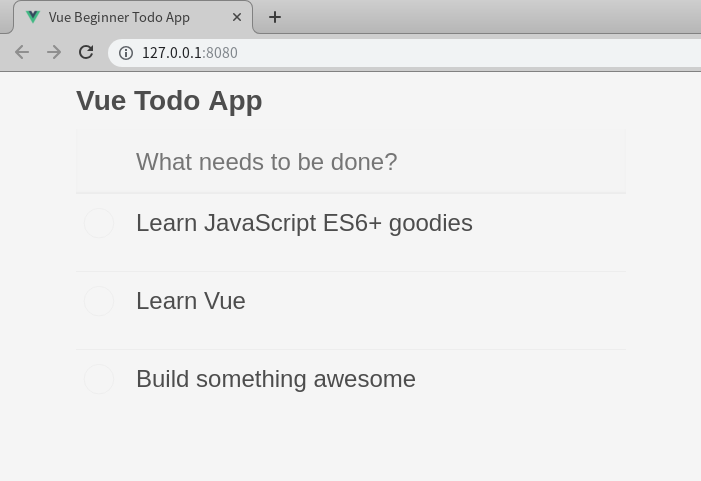 Vue Beginner Todo App
127.0.0.1:8080
Vue Todo App
What needs to be done?
Learn JavaScript ES6+ goodies
Learn Vue
Build something awesome